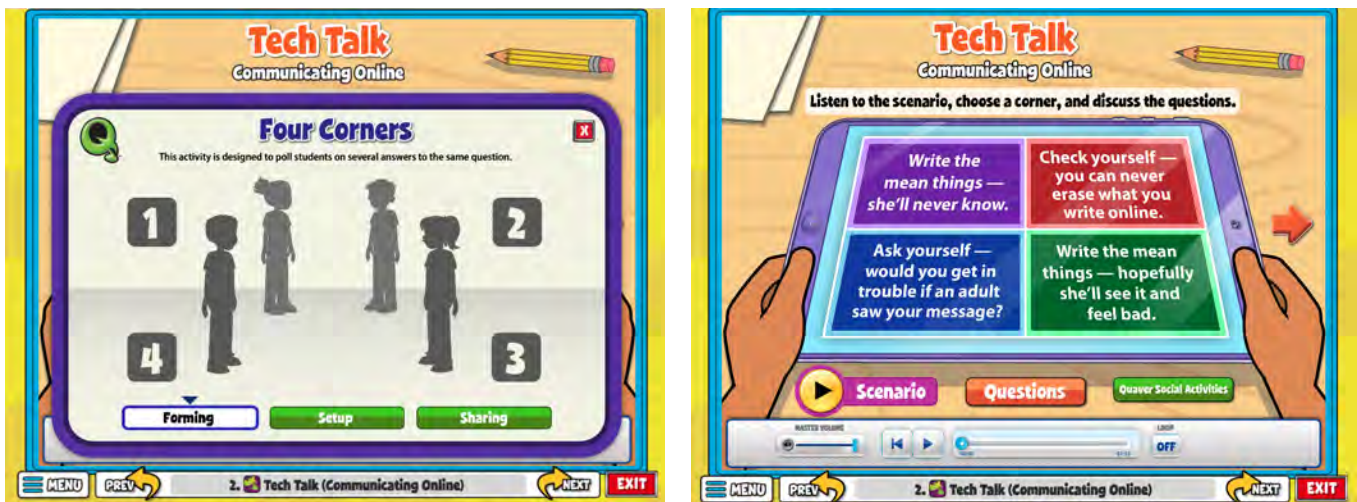 Tech Talk
Communicating Online
Four Corners
X
This activity is designed to poll students on several answers to the same question.
1
2
4
3
Forming
Setup
Sharing
MENU
PREV
2. Tech Talk (Communicating Online)
NEXT
EXIT
Tech Talk
Communicating Online
Listen to the scenario, choose a corner, and discuss the questions.
Write the
mean things —
she'll never know.
Check yourself —
you can never
erase what you
write online.
Ask yourself —
would you get in
trouble if an adult
saw your message?
Write the mean
things — hopefully
she'll see it and
feel bad.
Scenario
Questions
Quaver Social Activities
MASTER VOLUME
LOOP
OFF
MENU
PREV
2. Tech Talk (Communicating Online)
NEXT
EXIT